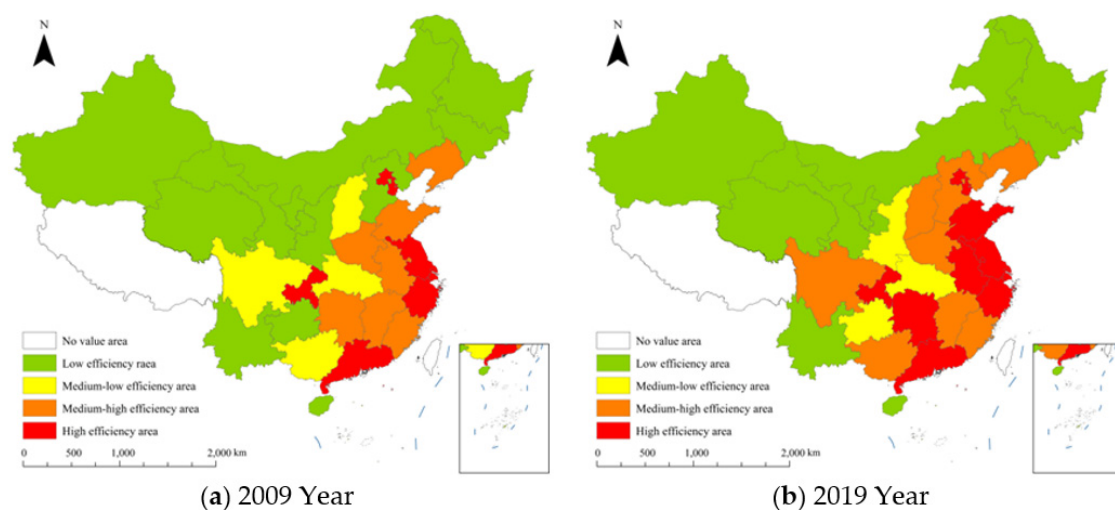 N
No value area
Low efficiency raea
Medium-low efficiency area
Medium-high efficiency area
High efficiency area
0 500 1,000 2,000 km
(a) 2009 Year
N
No value area
Low efficiency area
Medium-low efficiency area
Medium-high efficiency area
High efficiency area
0 500 1,000 2,000 km
(b) 2019 Year